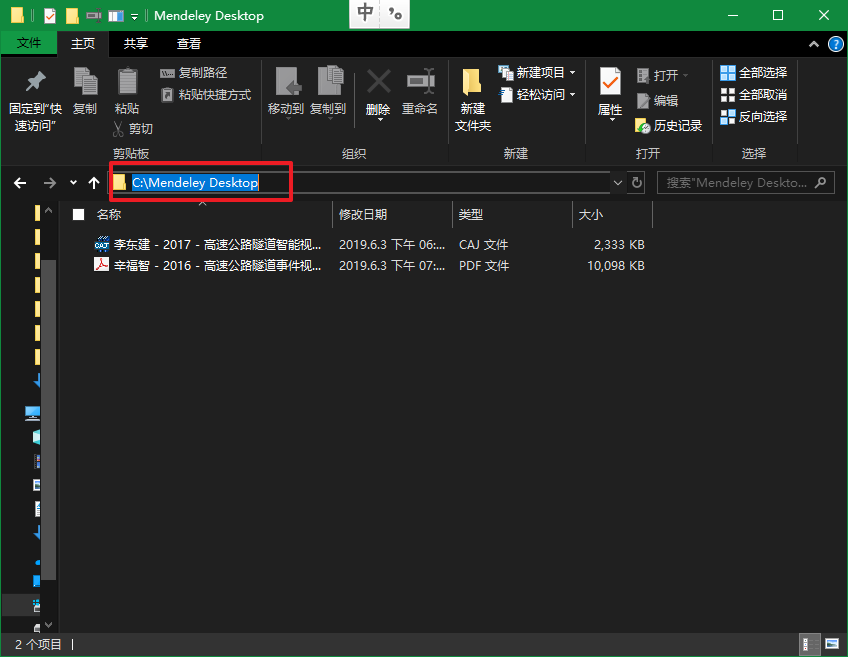 Mendeley Desktop
中 °,
文件 主页 共享 查看
固定到"快
速访问"
复制
粘贴
复制路径
粘贴快捷方式
剪切
剪贴板
移动到 复制到
删除 重命名
组织
新建
文件夹
新建项目
轻松访问
新建
属性
打开
编辑
历史记录
打开
全部选择
全部取消
反向选择
选择
C:\Mendeley Desktop
搜索"Mendeley Deskto...
名称 修改日期 类型 大小
李东建 - 2017 - 高速公路隧道智能视... 2019.6.3 下午 06:... CAJ 文件 2,333 KB
辛福智 - 2016 - 高速公路隧道事件视... 2019.6.3 下午 07:... PDF 文件 10,098 KB
2 个项目